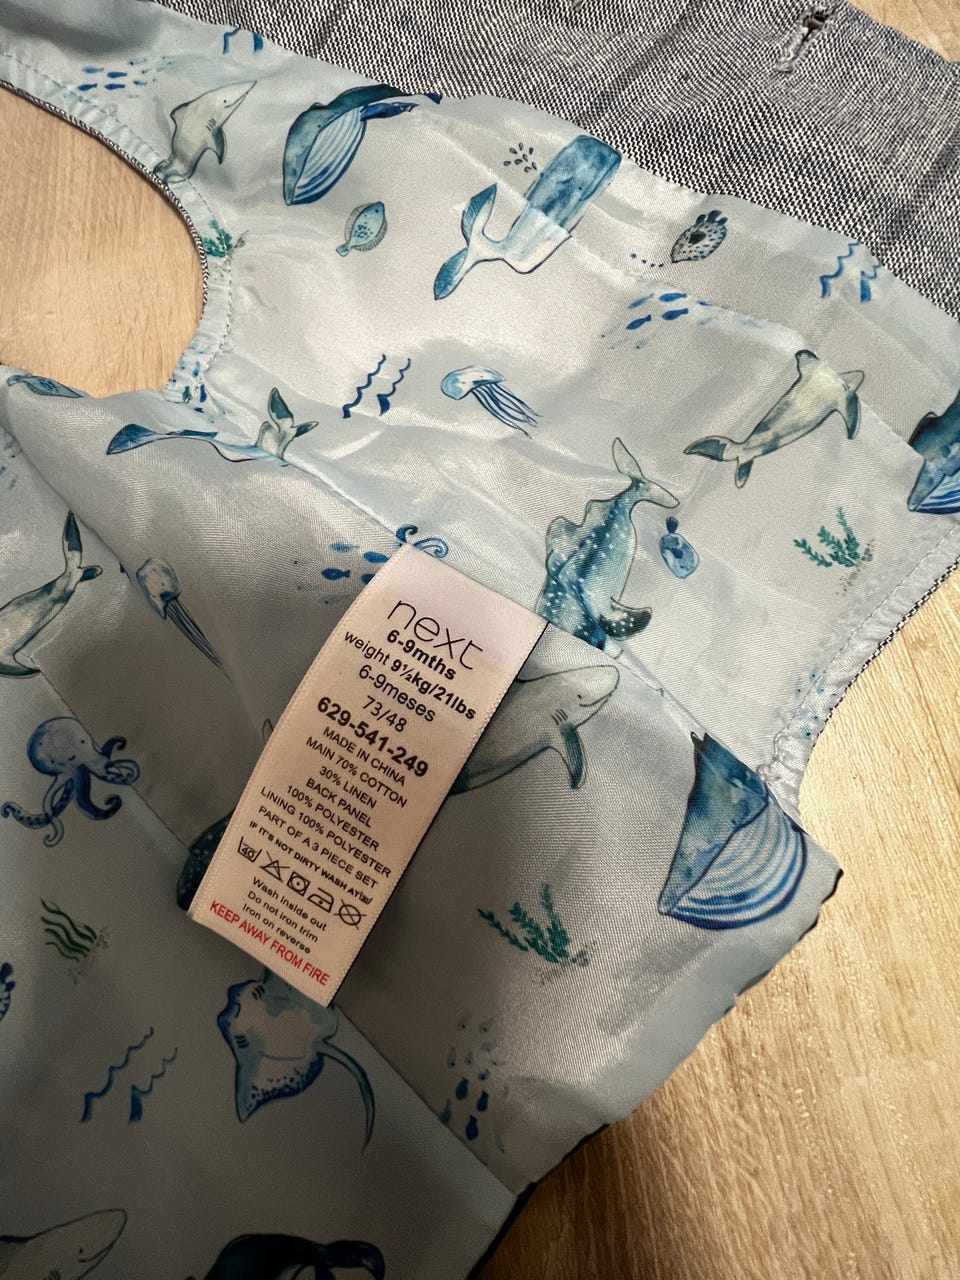 next
6-9mths
weight 9½kg/21lbs
6-9meses
73/48
629-541-249
MADE IN CHINA
MAIN 70% COTTON
30% LINEN
BACK PANEL
100% POLYESTER
LINING 100% POLYESTER
PART OF A 3 PIECE SET
IF IT'S NOT DIRTY WASH AT
40
Wash inside out
Do not iron trim
Iron on reverse
KEEP AWAY FROM FIRE